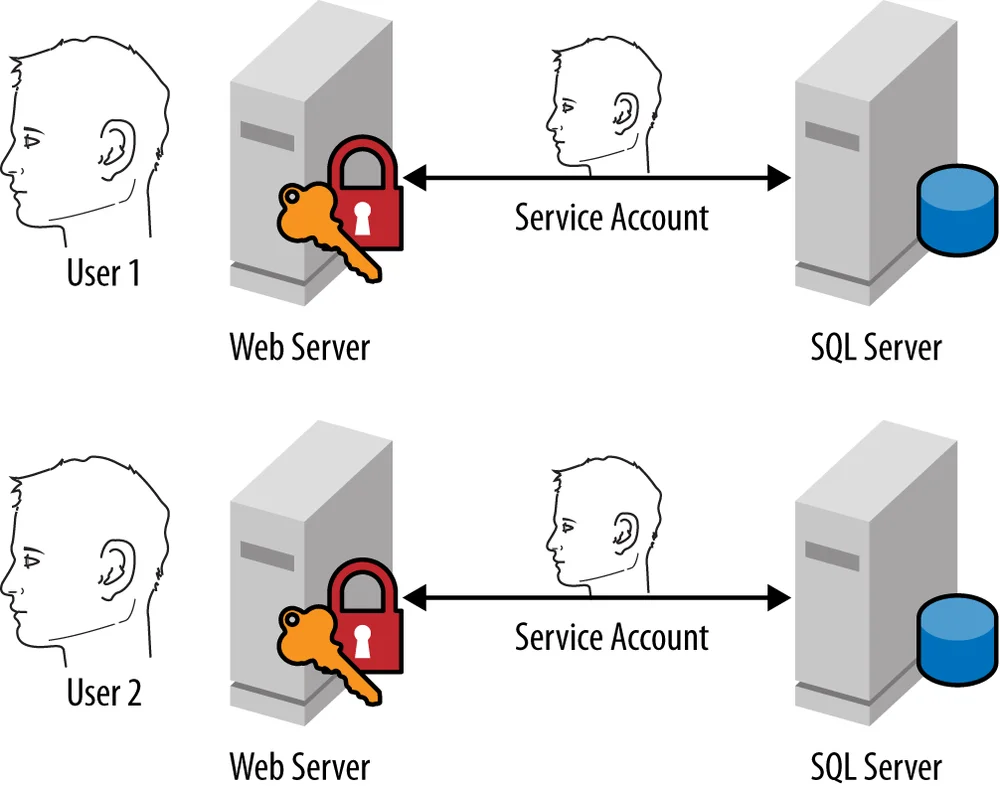 Service Account
User 1
Web Server
SQL Server
Service Account
User 2
Web Server
SQL Server